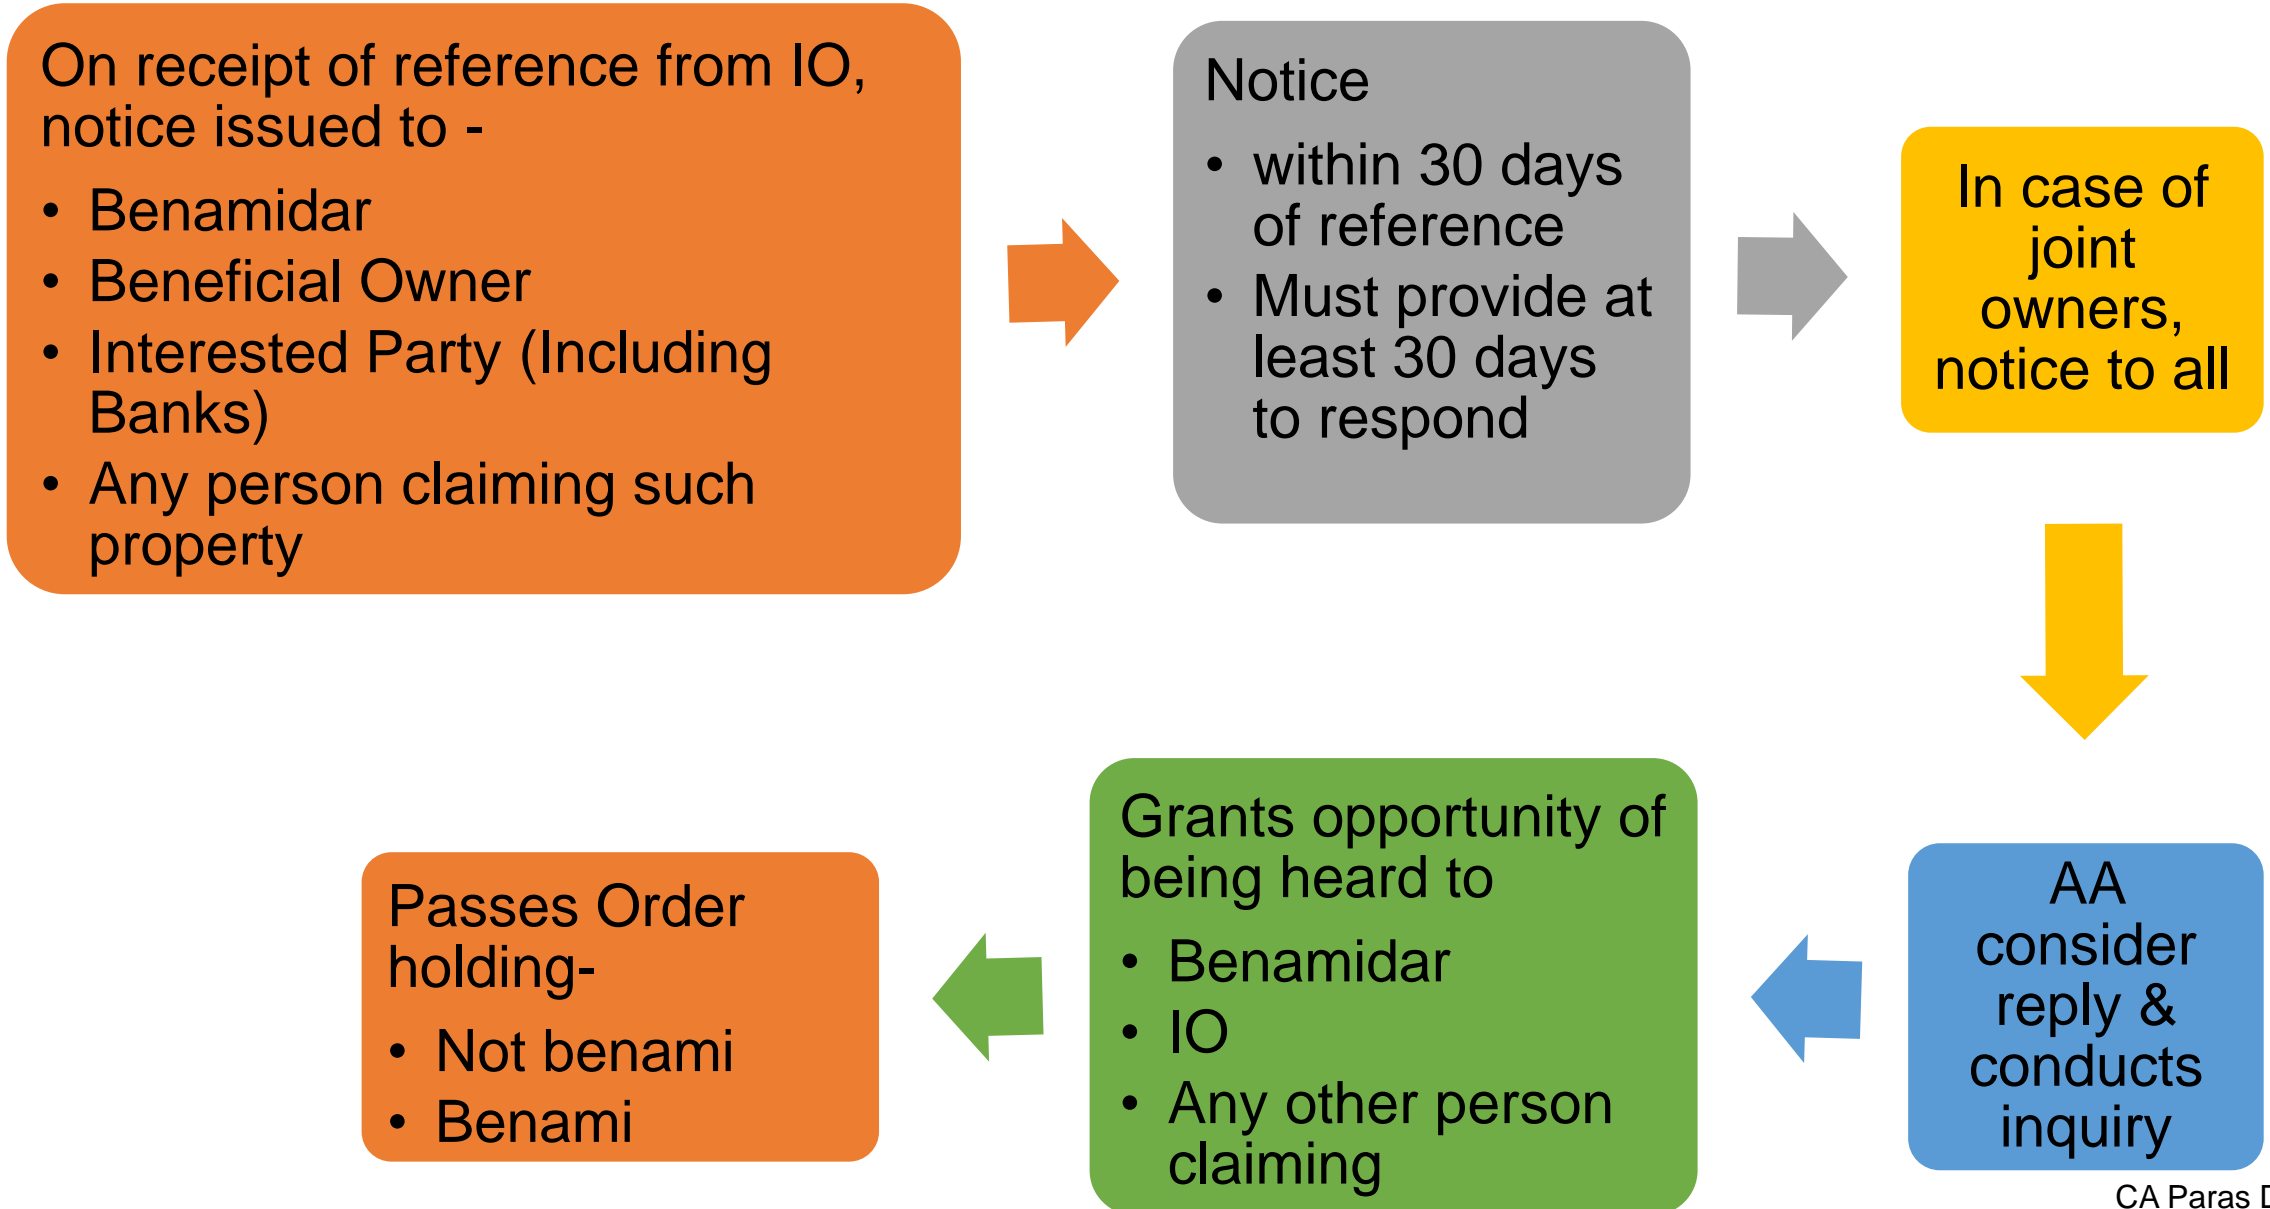 On receipt of reference from IO,
notice issued to -
• Benamidar
• Beneficial Owner
• Interested Party (Including
Banks)
• Any person claiming such
property
Notice
• within 30 days
of reference
• Must provide at
least 30 days
to respond
In case of
joint
owners,
notice to all
AA
consider
reply &
conducts
inquiry
Grants opportunity of
being heard to
• Benamidar
• IO
• Any other person
claiming
Passes Order
holding-
• Not benami
• Benami
CA Paras